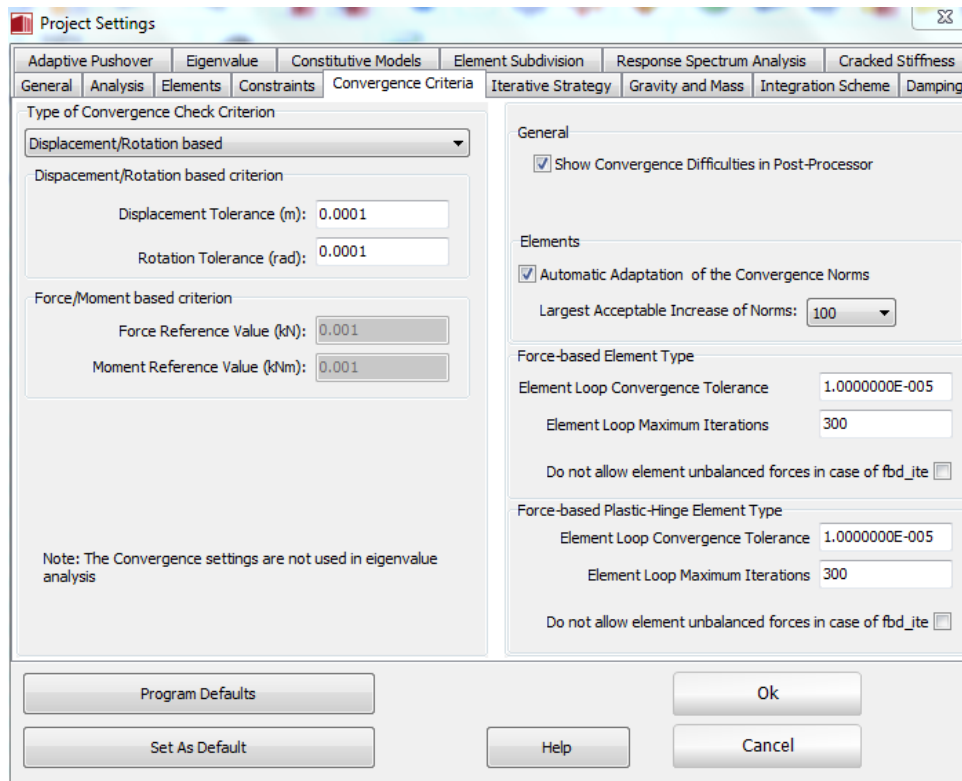 Project Settings
Adaptive Pushover
Eigenvalue
Constitutive Models
Element Subdivision
Response Spectrum Analysis
Cracked Stiffness
General
Analysis
Elements
Constraints
Convergence Criteria
Iterative Strategy
Gravity and Mass
Integration Scheme
Damping
Type of Convergence Check Criterion
Displacement/Rotation based
Dispacement/Rotation based criterion
Displacement Tolerance (m): 0.0001
Rotation Tolerance (rad): 0.0001
Force/Moment based criterion
Force Reference Value (kN): 0.001
Moment Reference Value (kNm): 0.001
Note: The Convergence settings are not used in eigenvalue
analysis
General
Show Convergence Difficulties in Post-Processor
Elements
Automatic Adaptation of the Convergence Norms
Largest Acceptable Increase of Norms: 100
Force-based Element Type
Element Loop Convergence Tolerance 1.0000000E-005
Element Loop Maximum Iterations 300
Do not allow element unbalanced forces in case of fbd_ite
Force-based Plastic-Hinge Element Type
Element Loop Convergence Tolerance 1.0000000E-005
Element Loop Maximum Iterations 300
Do not allow element unbalanced forces in case of fbd_ite
Program Defaults
Ok
Set As Default
Help
Cancel